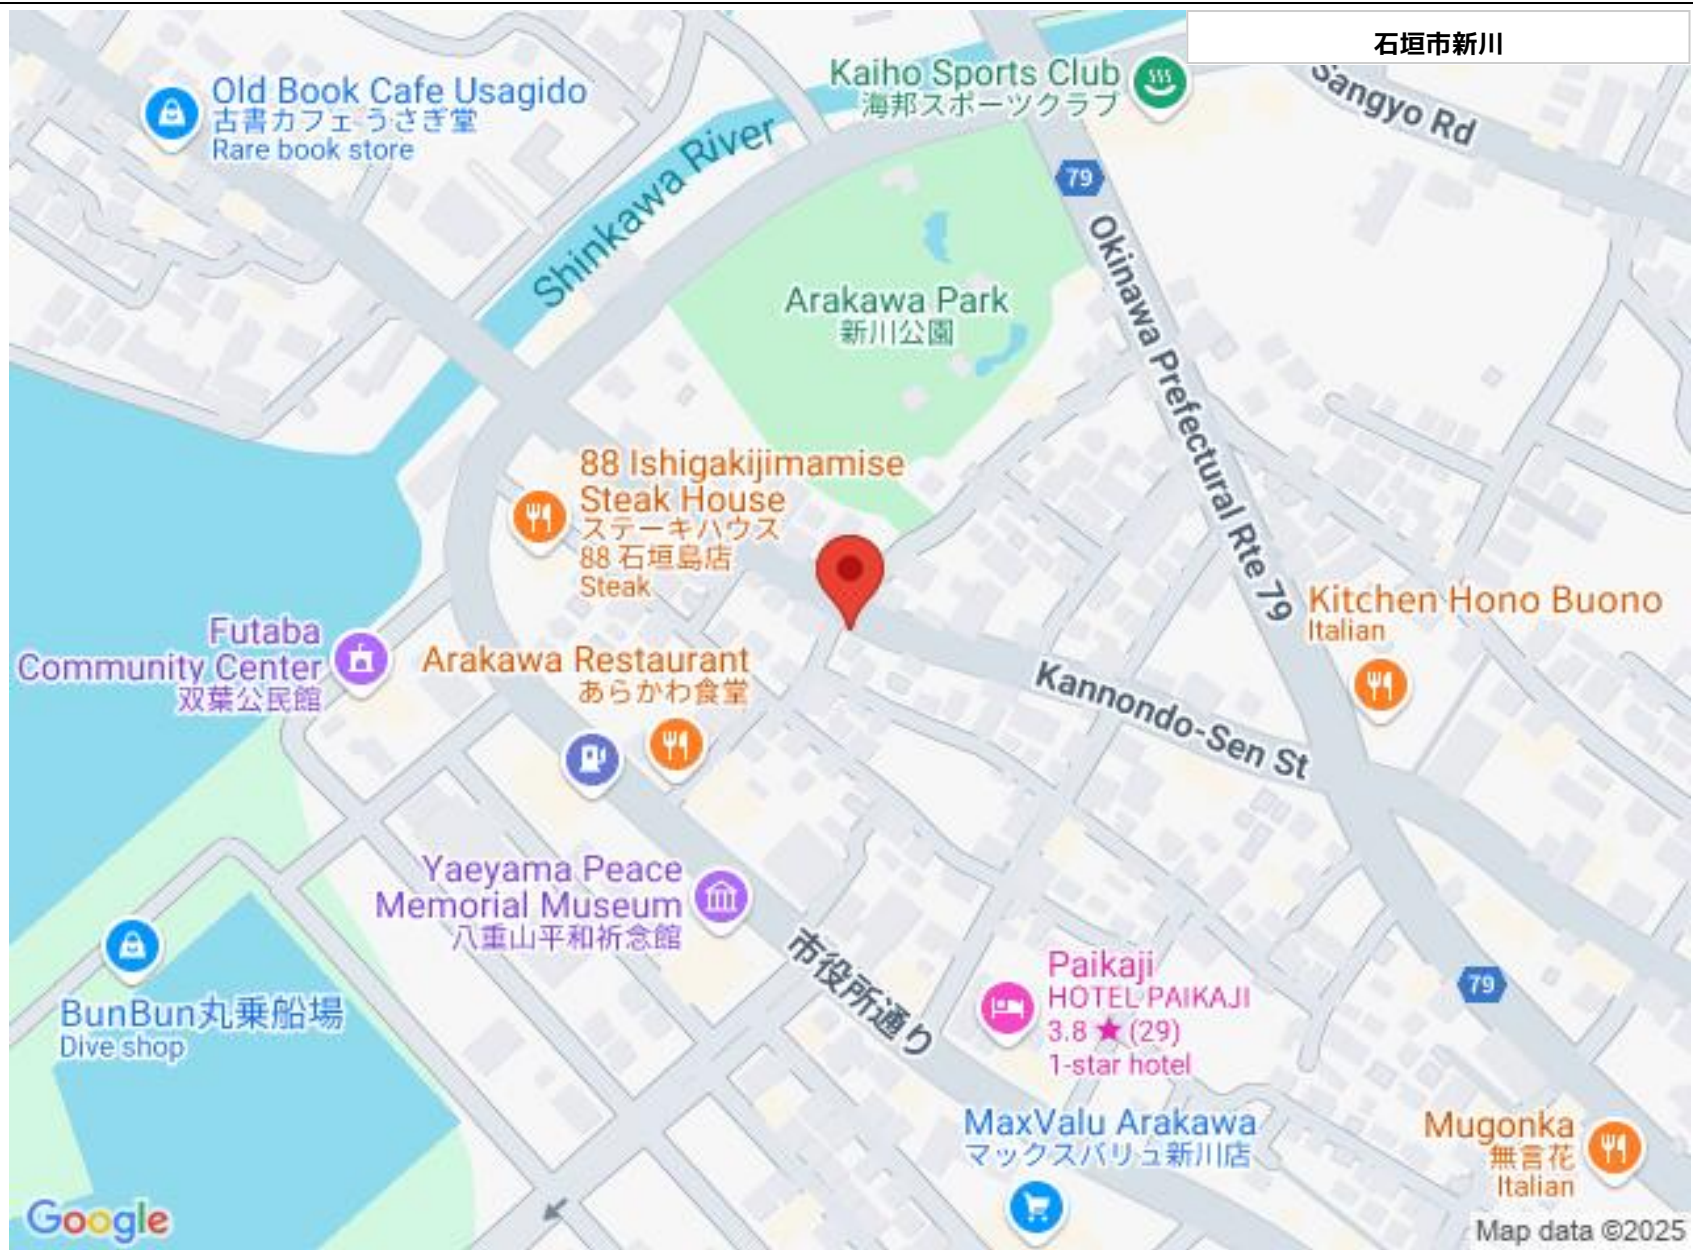 石垣市新川
Kaiho Sports Club
海邦スポーツクラブ
Sangyo Rd
Old Book Cafe Usagido
古書カフェうさぎ堂
Rare book store
Shinkawa River
79
Okinawa Prefectural Rte 79
Arakawa Park
新川公園
88 Ishigakijimamise
Steak House
ステーキハウス
88 石垣島店
Steak
Kitchen Hono Buono
Italian
Futaba
Community Center
双葉公民館
Arakawa Restaurant
あらかわ食堂
Kannondo-Sen St
Yaeyama Peace
Memorial Museum
八重山平和祈念館
市役所通り
Paikaji
HOTEL PAIKAJI
3.8 ★ (29)
1-star hotel
79
BunBun丸乗船場
Dive shop
MaxValu Arakawa
マックスバリュ新川店
Mugonka
無言花
Italian
Google
Map data ©2025